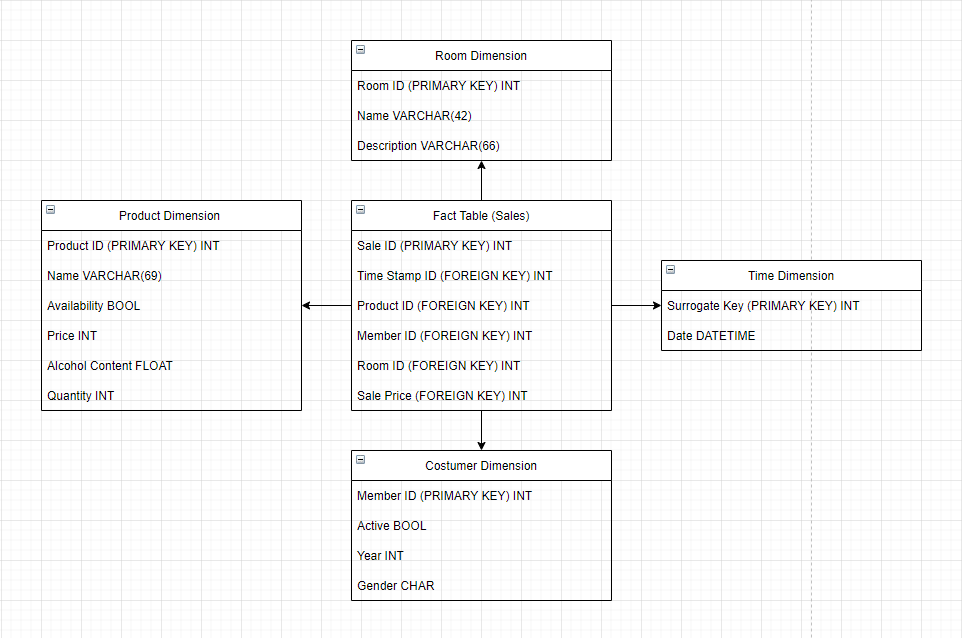 Room Dimension
Room ID (PRIMARY KEY) INT
Name VARCHAR(42)
Description VARCHAR(66)
Product Dimension
Product ID (PRIMARY KEY) INT
Name VARCHAR(69)
Availability BOOL
Price INT
Alcohol Content FLOAT
Quantity INT
Fact Table (Sales)
Sale ID (PRIMARY KEY) INT
Time Stamp ID (FOREIGN KEY) INT
Product ID (FOREIGN KEY) INT
Member ID (FOREIGN KEY) INT
Room ID (FOREIGN KEY) INT
Sale Price (FOREIGN KEY) INT
Time Dimension
Surrogate Key (PRIMARY KEY) INT
Date DATETIME
Costumer Dimension
Member ID (PRIMARY KEY) INT
Active BOOL
Year INT
Gender CHAR